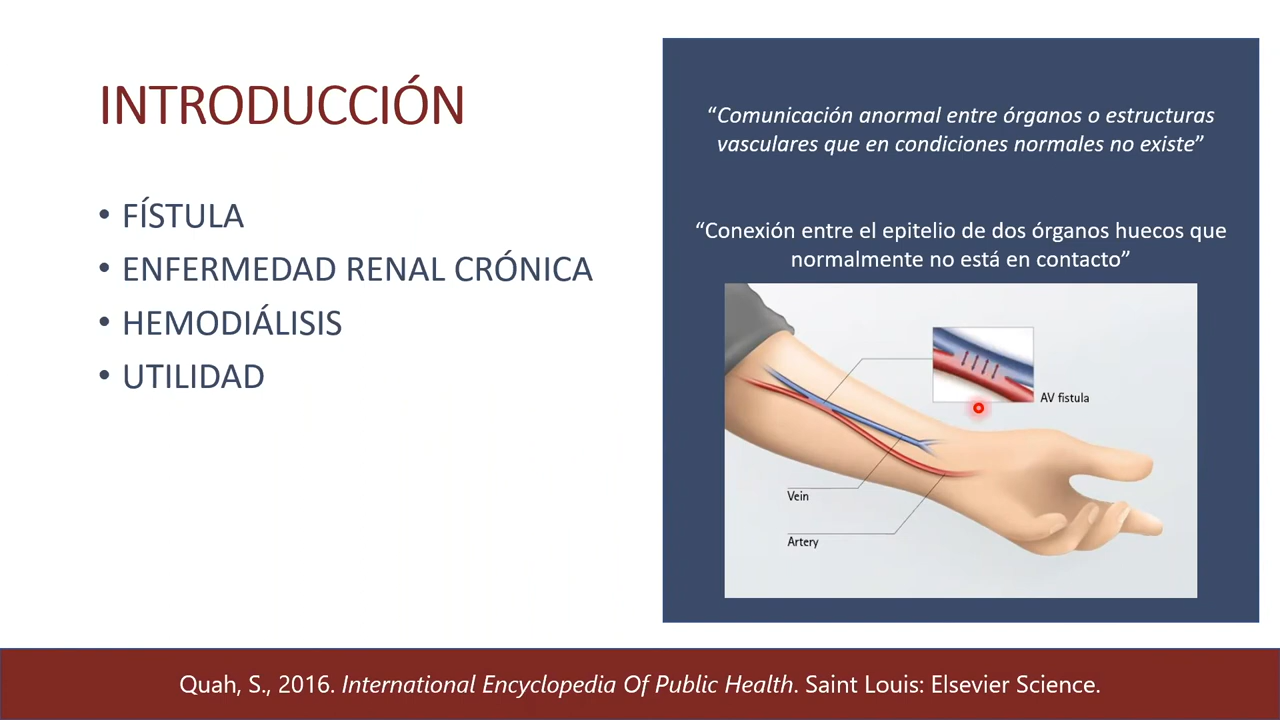 INTRODUCCIÓN
• FÍSTULA
• ENFERMEDAD RENAL CRÓNICA
• HEMODIÁLISIS
• UTILIDAD
“Comunicación anormal entre órganos o estructuras
vasculares que en condiciones normales no existe”
“Conexión entre el epitelio de dos órganos huecos que
normalmente no está en contacto”
AV fistula
Vein
Artery
Quah, S., 2016. International Encyclopedia Of Public Health. Saint Louis: Elsevier Science.